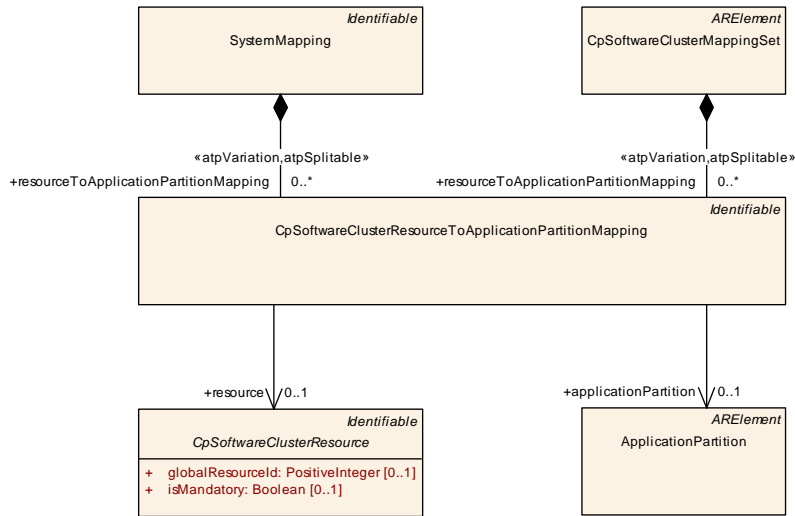 Identifiable
SystemMapping
ARElement
CpSoftwareClusterMappingSet
«atpVariation,atpSplitable»
«atpVariation,atpSplitable»
+resourceToApplicationPartitionMapping 0..*
+resourceToApplicationPartitionMapping 0..*
Identifiable
CpSoftwareClusterResourceToApplicationPartitionMapping
+resource 0..1
+applicationPartition 0..1
Identifiable
CpSoftwareClusterResource
+ globalResourceId: PositiveInteger [0..1]
+ isMandatory: Boolean [0..1]
ARElement
ApplicationPartition